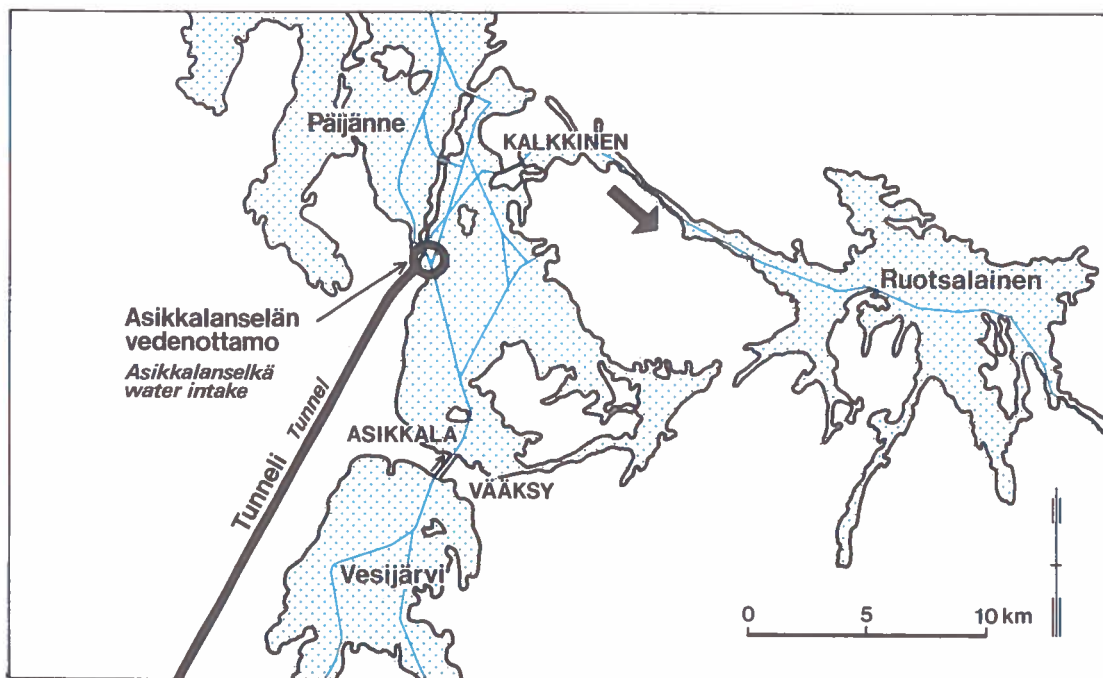 Päijänne
KALKKINEN
Ruotsalainen
Asikkalanselän
vedenottamo
Asikkalanselkä
water intake
Tunneli Tunnel
ASIKKALA
VÄÄKSY
Vesijärvi
0 5 10 km